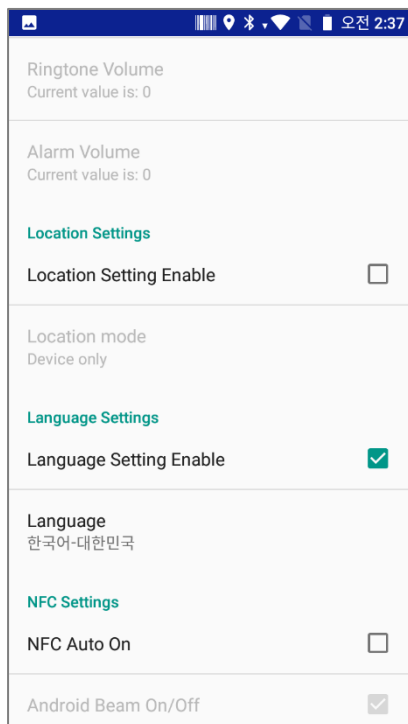 오전 2:37
Ringtone Volume
Current value is: 0
Alarm Volume
Current value is: 0
Location Settings
Location Setting Enable
Location mode
Device only
Language Settings
Language Setting Enable
Language
한국어-대한민국
NFC Settings
NFC Auto On
Android Beam On/Off